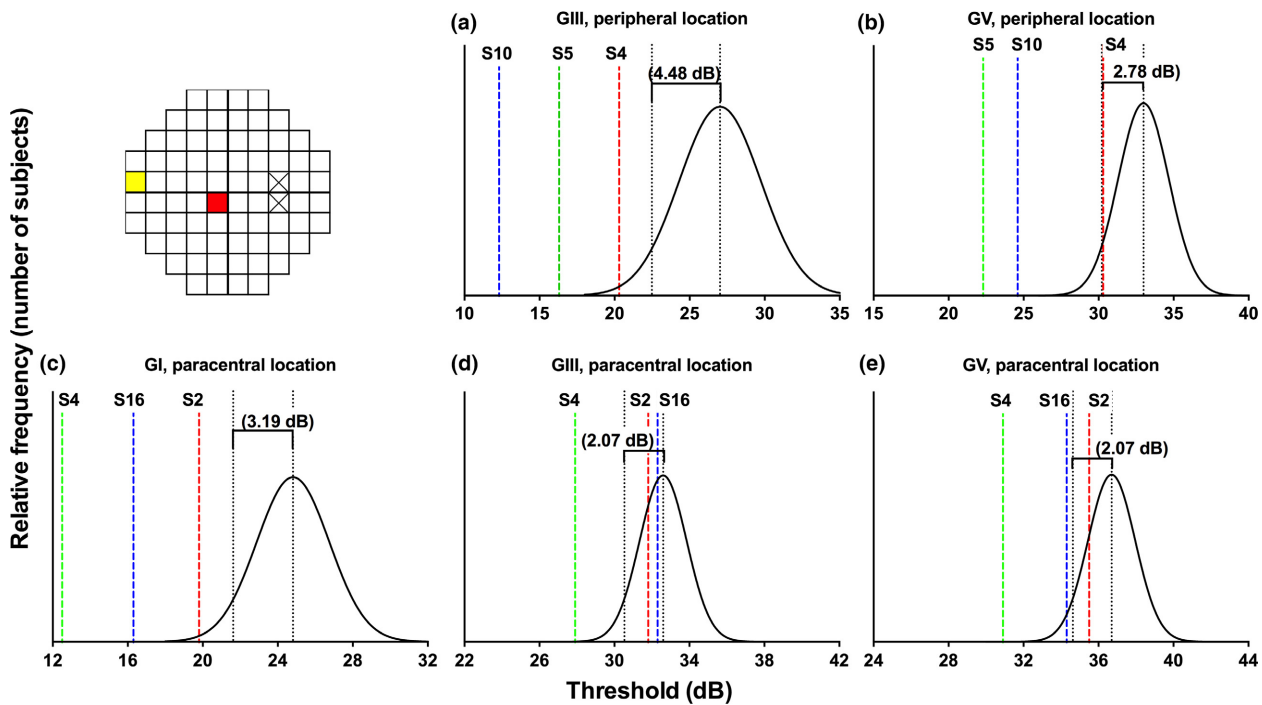 Relative frequency (number of subjects)
(a)
GIII, peripheral location
S10
S5
S4
(4.48 dB)
10
15
20
25
30
35
(b)
GV, peripheral location
S5
S10
S4
2.78 dB)
15
20
25
30
35
40
(c)
GI, paracentral location
S4
S16
S2
(3.19 dB)
12
16
20
24
28
32
(d)
GIII, paracentral location
S4
S2
S16
(2.07 dB)
22
26
30
34
38
42
(e)
GV, paracentral location
S4
S16
S2
(2.07 dB)
24
28
32
36
40
44
Threshold (dB)